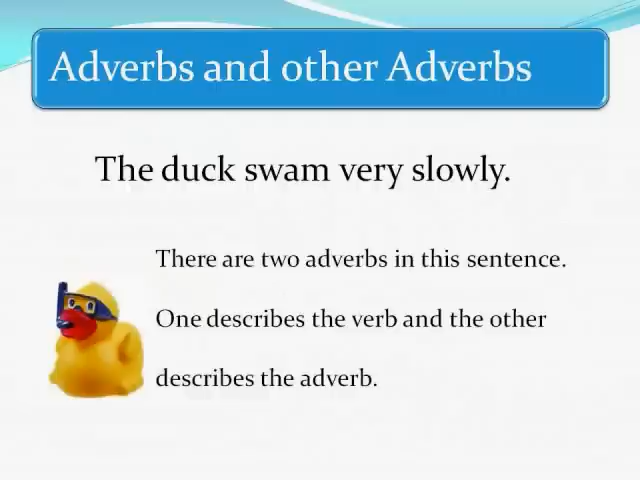 Adverbs and other Adverbs
The duck swam very slowly.
There are two adverbs in this sentence.
One describes the verb and the other
describes the adverb.